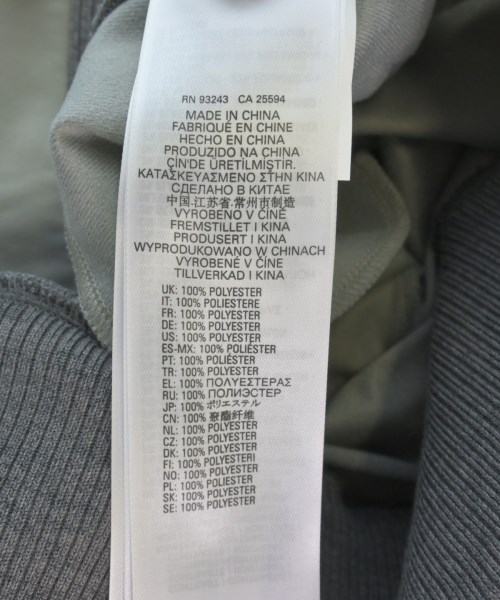 RN 93243 CA 25594
MADE IN CHINA
FABRIQUÉ EN CHINE
HECHO EN CHINA
PRODUZIDO NA CHINA
ÇİN'DE ÜRETİLMİŞTİR.
ΚΑΤΑΣΚΕΥΑΣΜΕΝΟ ΣΤΗΝ ΚΙΝΑ
СДЕЛАНО В КИТАЕ
中国.江苏省.常州市制造
VYROBENO V ČÍNĚ
FREMSTILLET I KINA
PRODUSERT I KINA
WYPRODUKOWANO W CHINACH
VYROBENÉ V ČÍNE
TILLVERKAD I KINA
UK: 100% POLYESTER
IT: 100% POLIESTERE
FR: 100% POLYESTER
DE: 100% POLYESTER
US: 100% POLYESTER
ES-MX: 100% POLIÉSTER
PT: 100% POLIÉSTER
TR: 100% POLYESTER
EL: 100% ΠΟΛΥΕΣΤΕΡΑΣ
RU: 100% ПОЛИЭСТЕР
JP: 100% ポリエステル
CN: 100% 聚酯纤维
NL: 100% POLYESTER
CZ: 100% POLYESTER
DK: 100% POLYESTER
FI: 100% POLYESTER
NO: 100% POLYESTER
PL: 100% POLYESTER
SK: 100% POLYESTER
SE: 100% POLYESTER